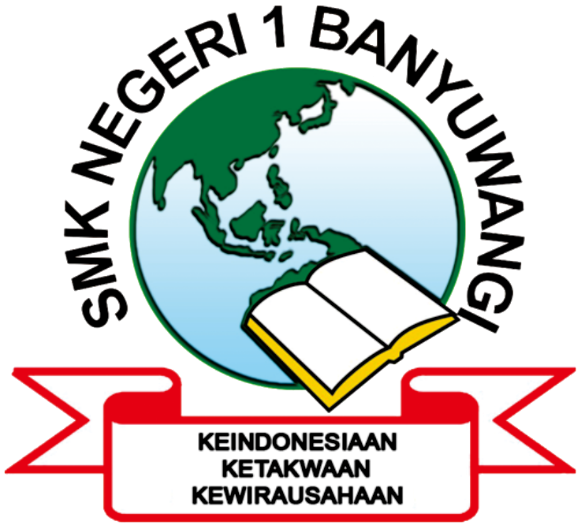 SMK NEGERI 1 BANYUWANGI
KEINDONESIAAN
KETAKWAAN
KEWIRAUSAHAAN